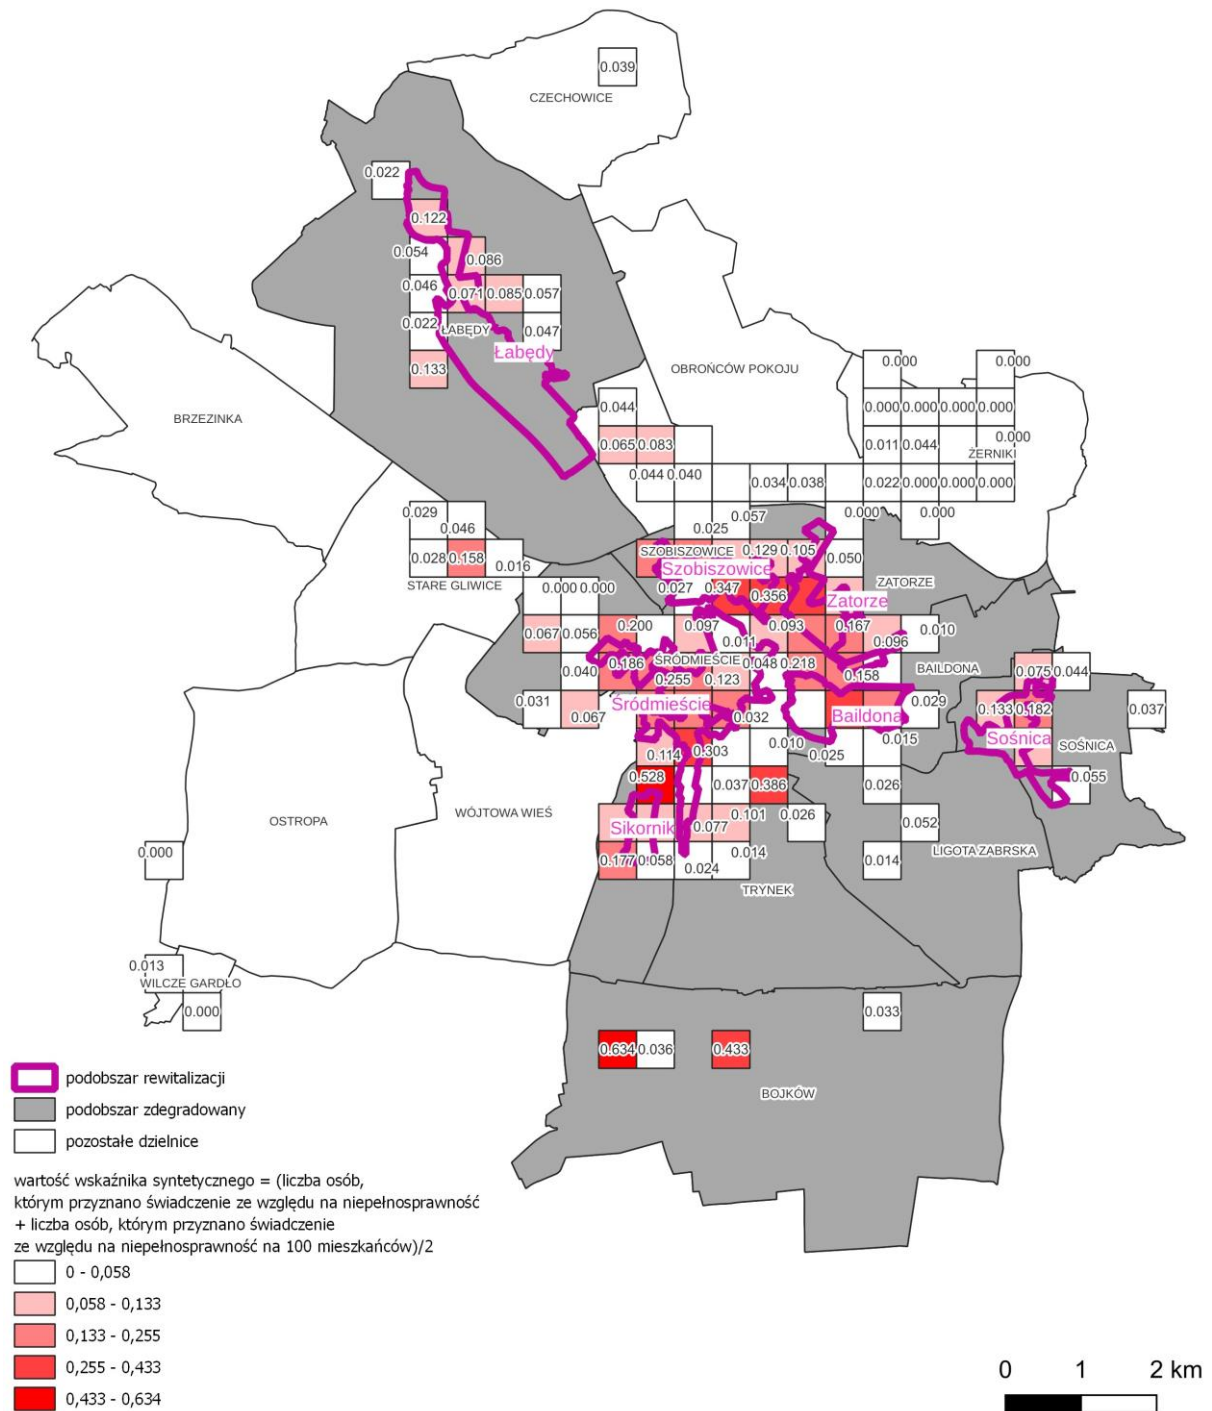 0.039
CZECHOWICE
0.022
0.122
0.054
0.086
0.046
0.071
0.085
0.057
0.022
ŁABĘDY
0.047
Łabędy
0.133
OBROŃCÓW POKOJU
0.000
0.000
BRZEZINKA
0.044
0.000
0.000
0.000
0.000
0.065
0.083
0.011
0.044
0.000
ŻERNIKI
0.044
0.040
0.034
0.038
0.022
0.000
0.000
0.000
0.029
0.046
0.025
0.057
0.000
0.000
0.028
0.158
0.016
SZOBISZOWICE
0.129
0.105
0.050
STARE GLIWICE
Szobiszowice
ZATORZE
0.000
0.000
0.027
0.347
0.356
Zatorze
0.067
0.056
0.200
0.097
0.011
0.093
0.167
0.096
0.010
0.040
0.186
ŚRÓDMIEŚCIE
0.048
0.218
0.158
BAILDONA
0.255
0.123
0.075
0.044
0.031
0.067
Śródmieście
0.032
Baildona
0.029
0.133
0.182
0.037
0.114
0.303
0.010
0.025
0.015
Sośnica
SOŚNICA
0.528
0.037
0.386
0.026
0.055
OSTROPA
WÓJTOWA WIEŚ
Sikornik
0.077
0.101
0.026
0.052
0.000
0.177
0.058
0.024
0.014
0.014
LIGOTA ZABRSKA
TRYNEK
0.013
WILCZE GARDŁO
0.000
0.033
0.634
0.036
0.433
BOJKÓW
podobszar rewitalizacji
podobszar zdegradowany
pozostałe dzielnice
wartość wskaźnika syntetycznego = (liczba osób,
którym przyznano świadczenie ze względu na niepełnosprawność
+ liczba osób, którym przyznano świadczenie
ze względu na niepełnosprawność na 100 mieszkańców)/2
0 - 0,058
0,058 - 0,133
0,133 - 0,255
0,255 - 0,433
0,433 - 0,634
0 1 2 km